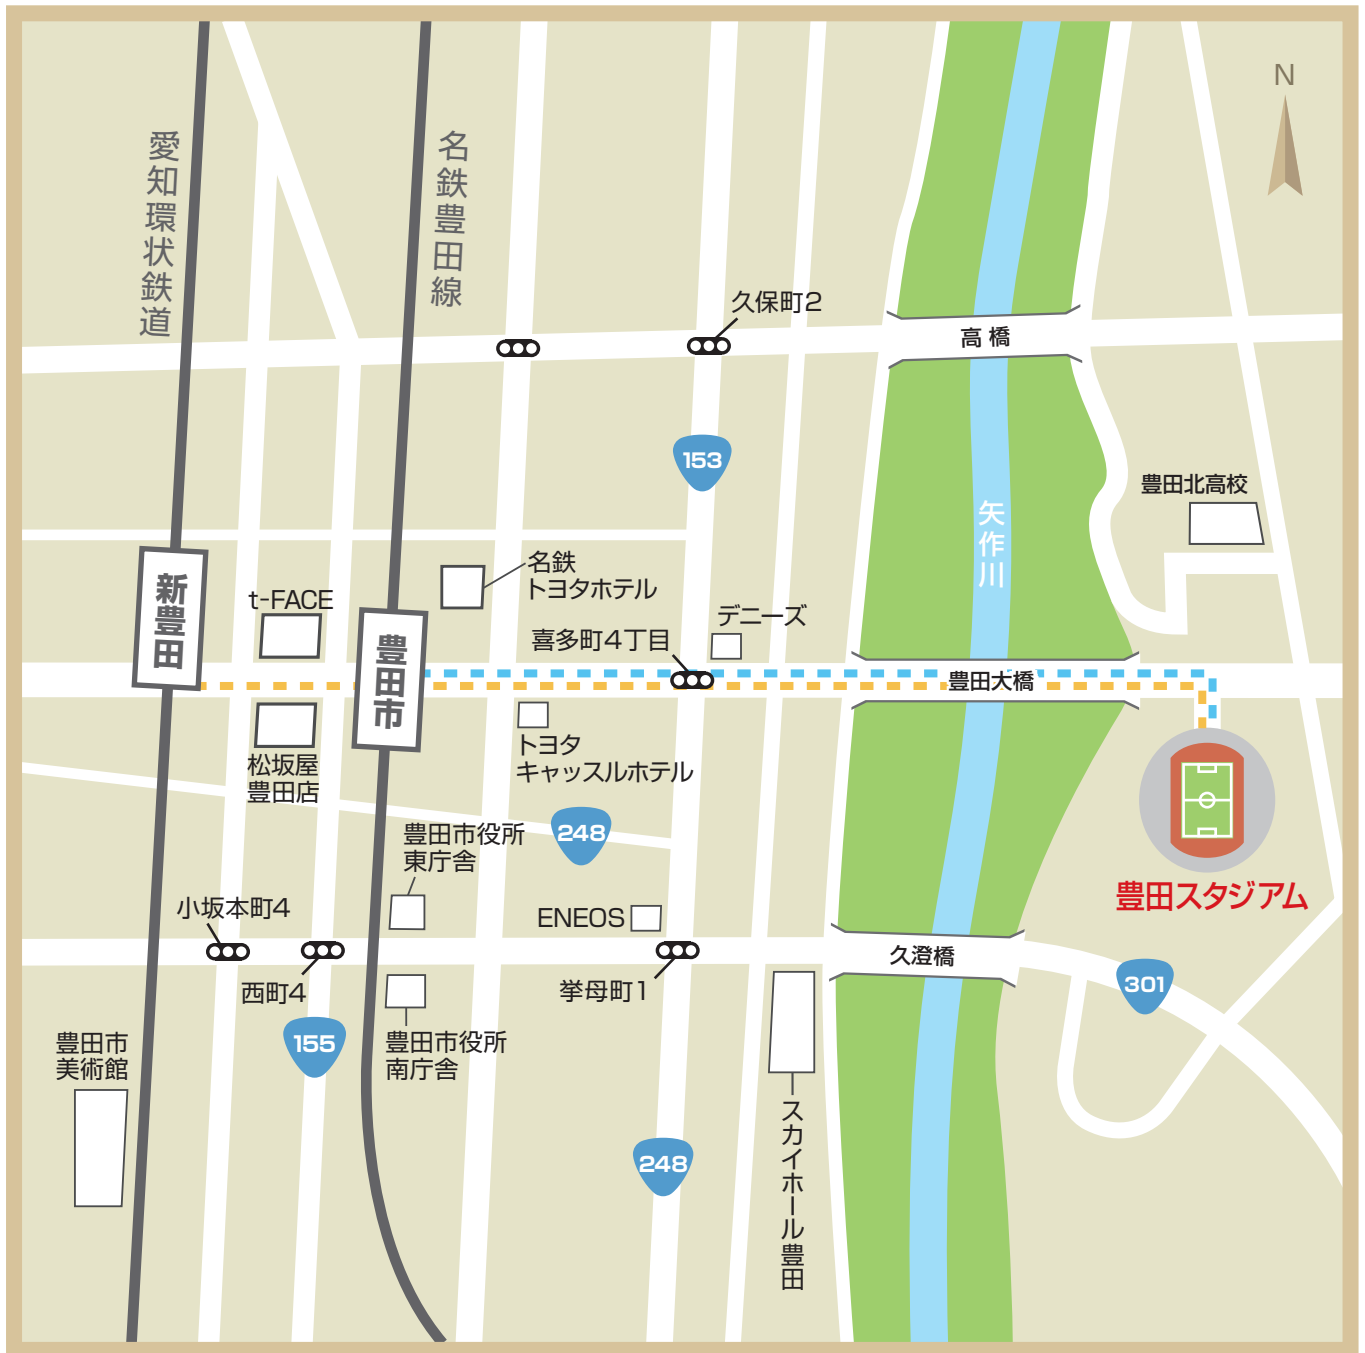 N
愛知環状鉄道
名鉄豊田線
久保町2
高橋
153
豊田北高校
矢作川
名鉄
トヨタホテル
新豊田
t-FACE
デニーズ
喜多町4丁目
豊田市
豊田大橋
トヨタ
キャッスルホテル
松坂屋
豊田店
248
豊田市役所
東庁舎
豊田スタジアム
小坂本町4
ENEOS
久澄橋
301
西町4
挙母町1
155
豊田市
美術館
豊田市役所
南庁舎
248
スカイホール豊田